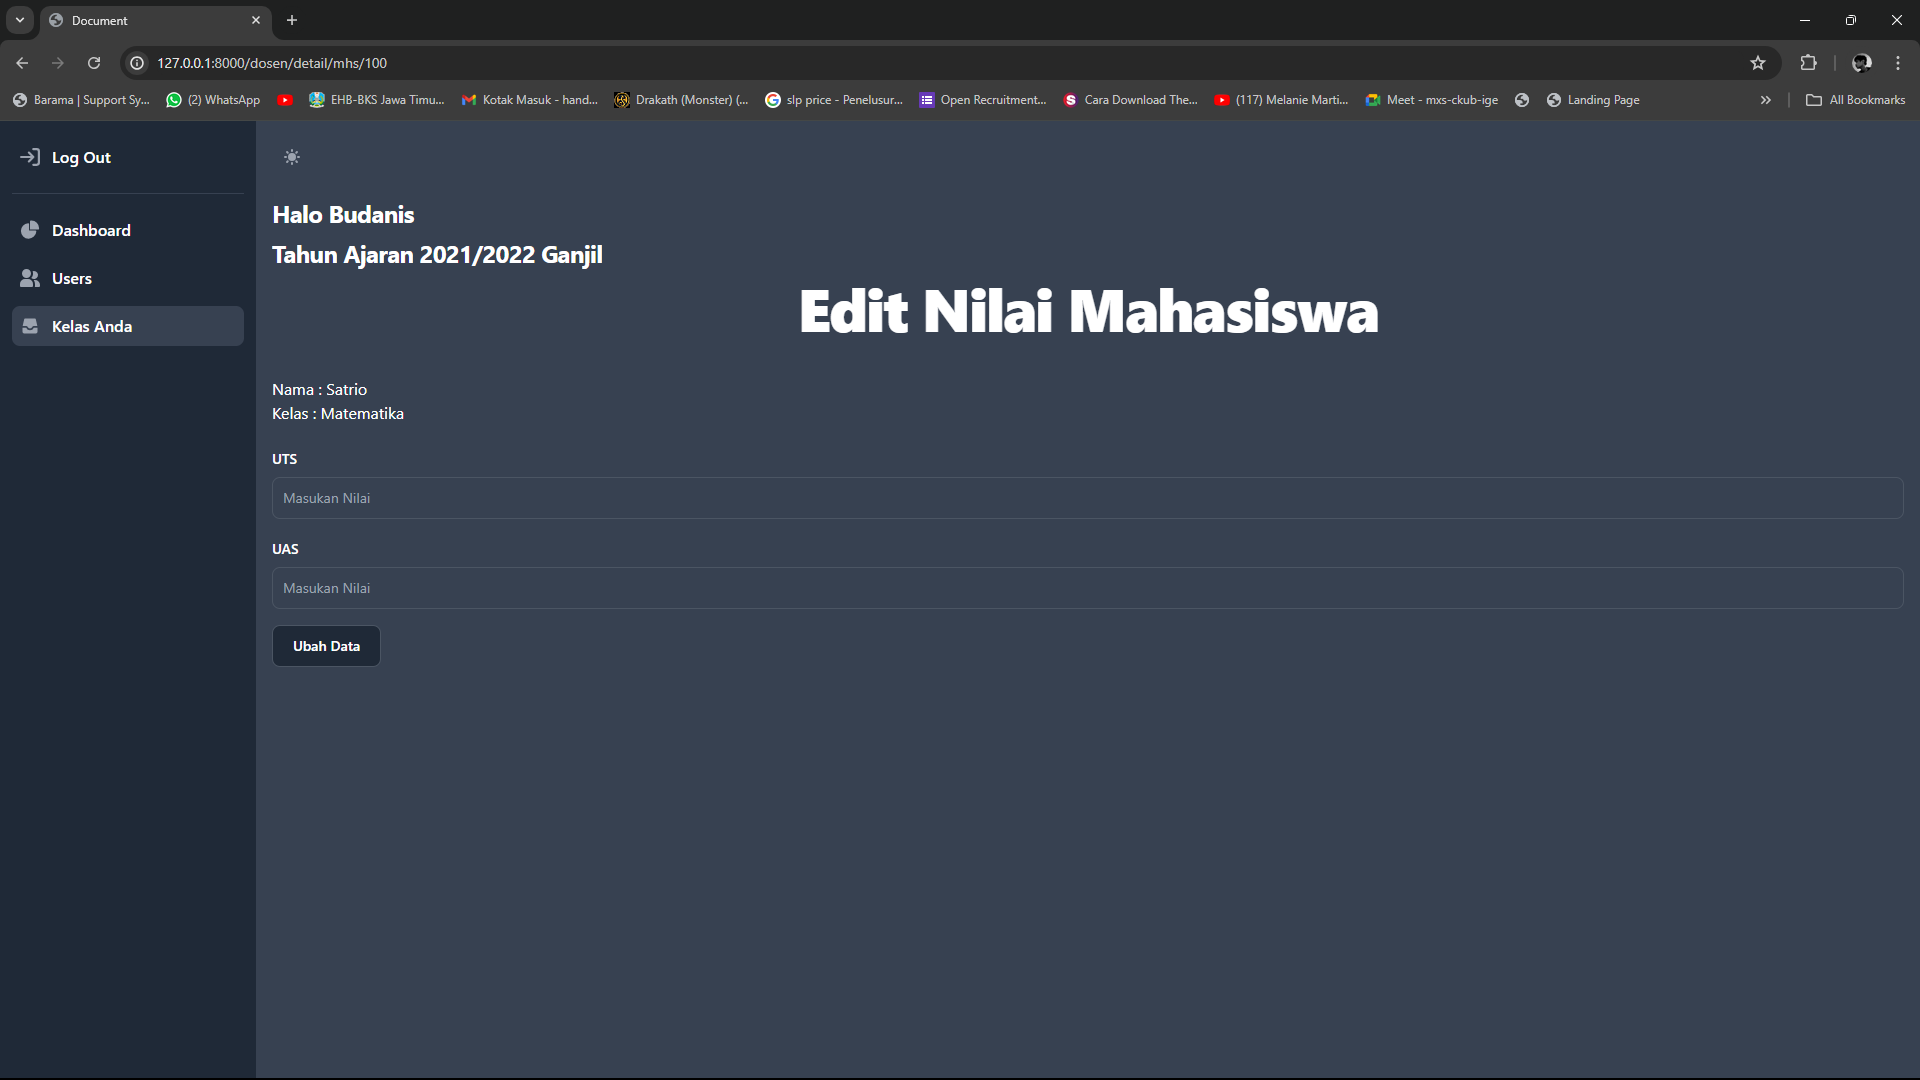 Document
127.0.0.1:8000/dosen/detail/mhs/100
Barama | Support Sy...
(2) WhatsApp
EHB-BKS Jawa Timu...
Kotak Masuk - hand...
Drakath (Monster) (...
slp price - Penelusur...
Open Recruitment...
Cara Download The...
(117) Melanie Marti...
Meet - mxs-ckub-ige
Landing Page
All Bookmarks
Log Out
Dashboard
Users
Kelas Anda
Halo Budanis
Tahun Ajaran 2021/2022 Ganjil
Edit Nilai Mahasiswa
Nama : Satrio
Kelas : Matematika
UTS
Masukan Nilai
UAS
Masukan Nilai
Ubah Data